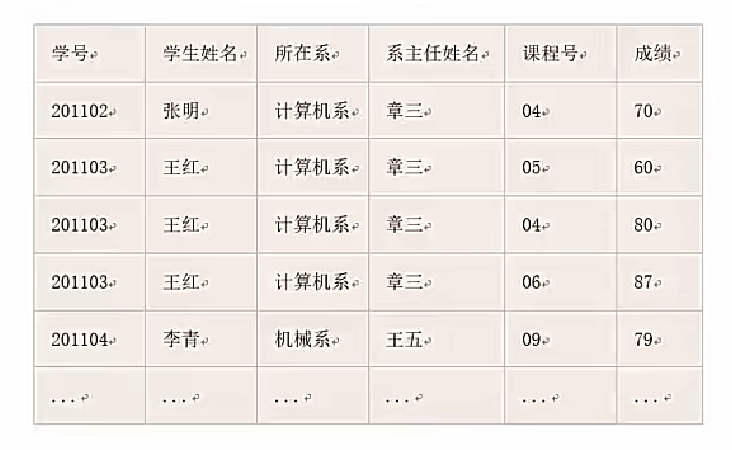 学号 学生姓名 所在系 系主任姓名 课程号 成绩
201102 张明 计算机系 章三 04 70
201103 王红 计算机系 章三 05 60
201103 王红 计算机系 章三 04 80
201103 王红 计算机系 章三 06 87
201104 李青 机械系 王五 09 79
... ... ... ... ... ...